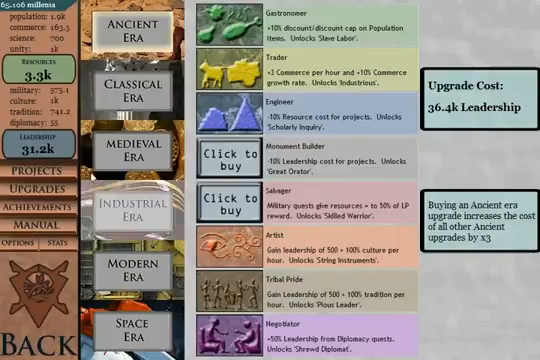 65.106 millenia
population: 1.9k
commerce: 163.5
science: 700
unity: 1k
Resources
3.3k
military: 375.1
culture: 1k
tradition: 741.2
diplomacy: 55
Leadership
31.2k
Projects
Upgrades
Achievements
Manual
Options
Stats
Back
Ancient
Era
Classical
Era
Medieval
Era
Industrial
Era
Modern
Era
Space
Era
Gastronomer
+10% discount/discount cap on Population
items. Unlocks 'Slave Labor'.
Trader
+3 Commerce per hour and +10% Commerce
growth rate. Unlocks 'Industrious'.
Engineer
-10% Resource cost for projects. Unlocks
'Scholarly Inquiry'.
Click to
buy
Monument Builder
-10% Leadership cost for projects. Unlocks
'Great Orator'.
Click to
buy
Salvager
Military quests give resources = to 50% of LP
reward. Unlocks 'Skilled Warrior'.
Artist
Gain leadership of 500 + 100% culture per
hour. Unlocks 'String Instruments'.
Tribal Pride
Gain Leadership of 500 + 100% tradition per
hour. Unlocks 'Pious Leader'.
Negotiator
+50% Leadership from Diplomacy quests.
Unlocks 'Shrewd Diplomat'.
Upgrade Cost:
36.4k Leadership
Buying an Ancient era
upgrade increases the cost
of all other Ancient
upgrades by x3